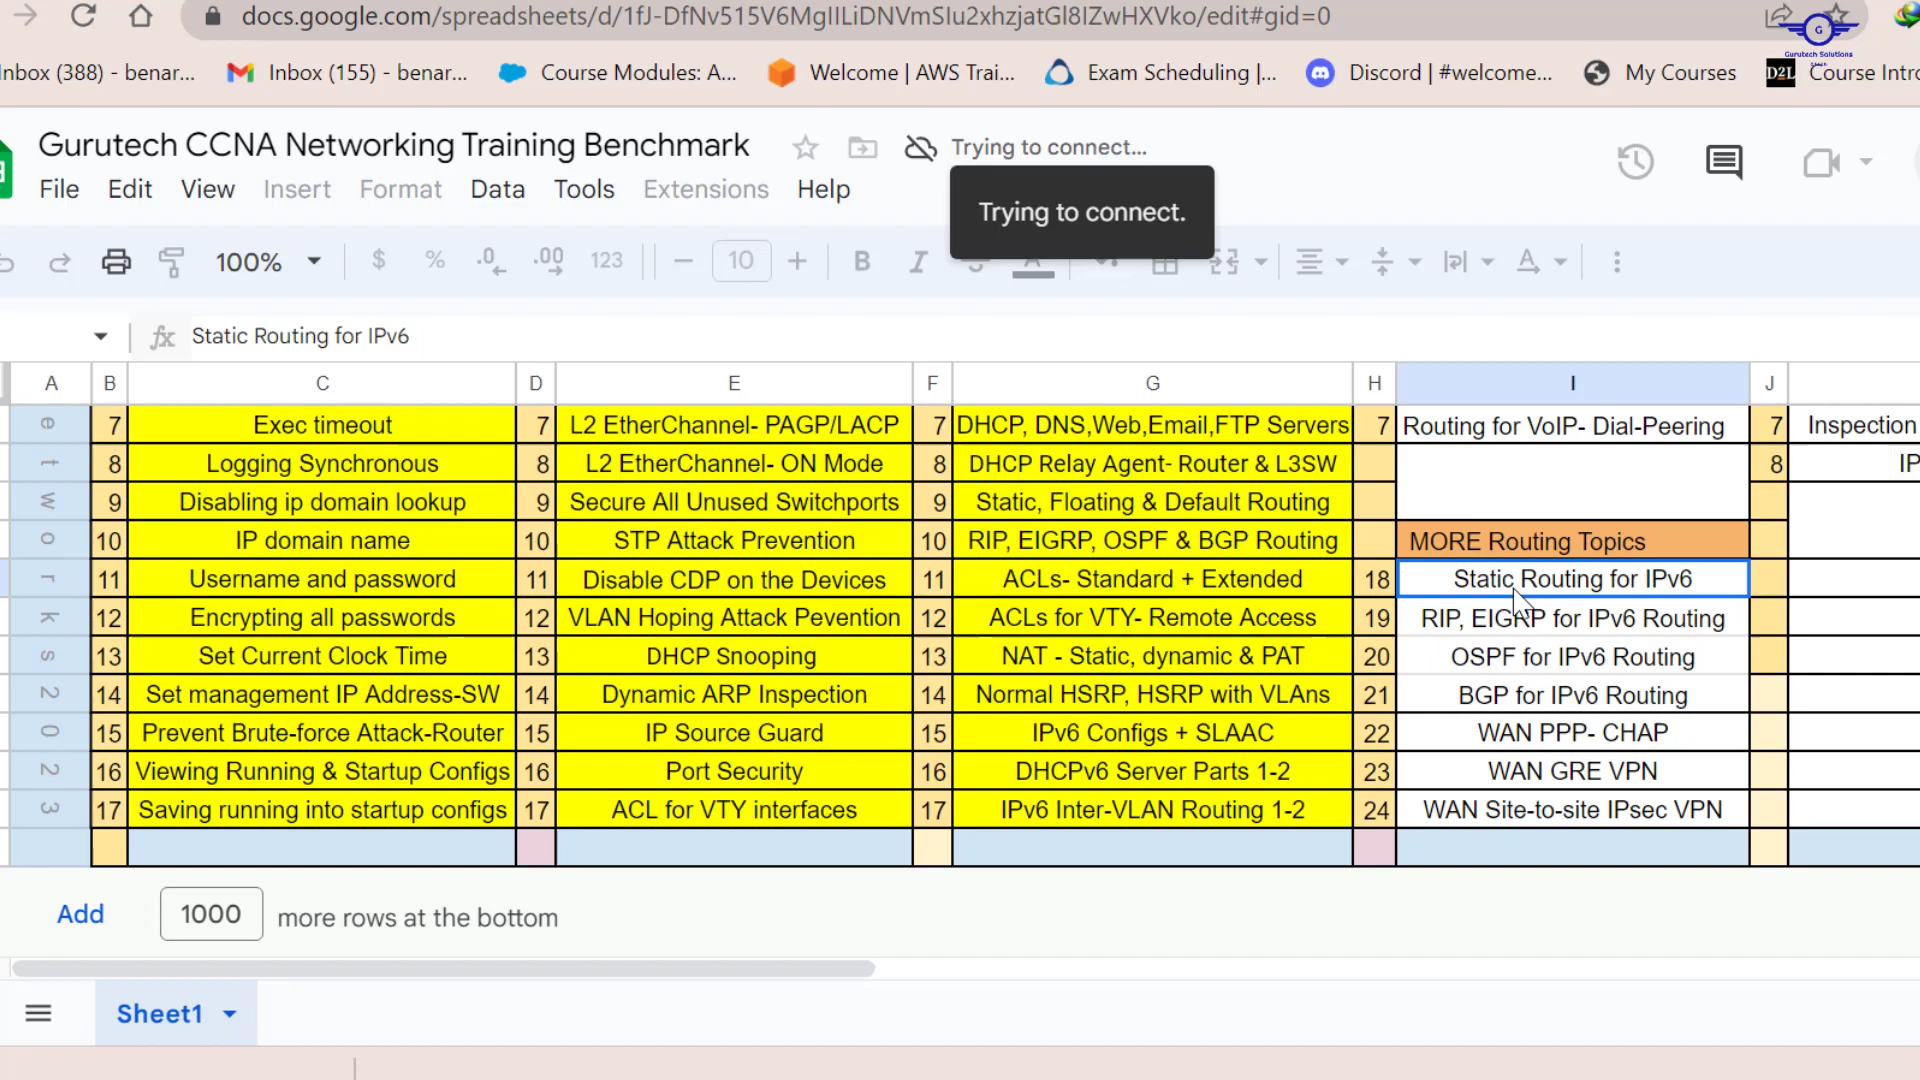 docs.google.com/spreadsheets/d/1fJ-DfNv515V6MgIILiDNVmSIu2xhzjatGl8IZwHXVko/edit#gid=0
G
Gurutech Solutions
nbox (388) - benar...
Inbox (155) - benar...
Course Modules: A...
Welcome | AWS Trai...
Exam Scheduling |...
Discord | #welcome...
My Courses
D2L
Course Intro
Gurutech CCNA Networking Training Benchmark
Trying to connect...
File Edit View Insert Format Data Tools Extensions Help
Trying to connect.
100% $ % .0 .00 123 10 B I S A A
fx Static Routing for IPv6
A B C D E F G H I J
e 7 Exec timeout 7 L2 EtherChannel- PAGP/LACP 7 DHCP, DNS,Web,Email,FTP Servers 7 Routing for VoIP- Dial-Peering 7 Inspection
t 8 Logging Synchronous 8 L2 EtherChannel- ON Mode 8 DHCP Relay Agent- Router & L3SW 8 IP
w 9 Disabling ip domain lookup 9 Secure All Unused Switchports 9 Static, Floating & Default Routing
o 10 IP domain name 10 STP Attack Prevention 10 RIP, EIGRP, OSPF & BGP Routing MORE Routing Topics
r 11 Username and password 11 Disable CDP on the Devices 11 ACLs- Standard + Extended 18 Static Routing for IPv6
k 12 Encrypting all passwords 12 VLAN Hoping Attack Pevention 12 ACLs for VTY- Remote Access 19 RIP, EIGRP for IPv6 Routing
s 13 Set Current Clock Time 13 DHCP Snooping 13 NAT - Static, dynamic & PAT 20 OSPF for IPv6 Routing
2 14 Set management IP Address-SW 14 Dynamic ARP Inspection 14 Normal HSRP, HSRP with VLAns 21 BGP for IPv6 Routing
0 15 Prevent Brute-force Attack-Router 15 IP Source Guard 15 IPv6 Configs + SLAAC 22 WAN PPP- CHAP
2 16 Viewing Running & Startup Configs 16 Port Security 16 DHCPv6 Server Parts 1-2 23 WAN GRE VPN
3 17 Saving running into startup configs 17 ACL for VTY interfaces 17 IPv6 Inter-VLAN Routing 1-2 24 WAN Site-to-site IPsec VPN
Add 1000 more rows at the bottom
Sheet1